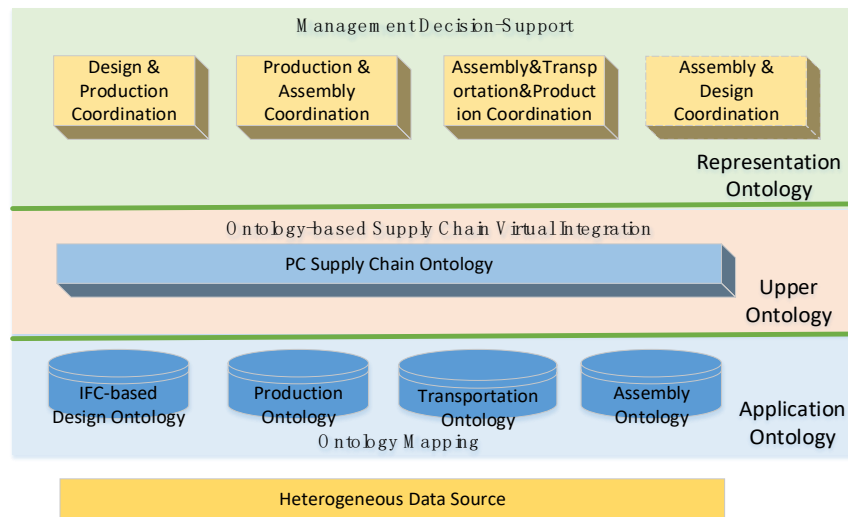 Management Decision-Support
Design &
Production
Coordination
Production &
Assembly
Coordination
Assembly&Transp
ortation&Product
ion Coordination
Assembly &
Design
Coordination
Representation
Ontology
Ontology-based Supply Chain Virtual Integration
PC Supply Chain Ontology
Upper
Ontology
IFC-based
Design Ontology
Production
Ontology
Transportation
Ontology
Assembly
Ontology
Application
Ontology
Ontology Mapping
Heterogeneous Data Source